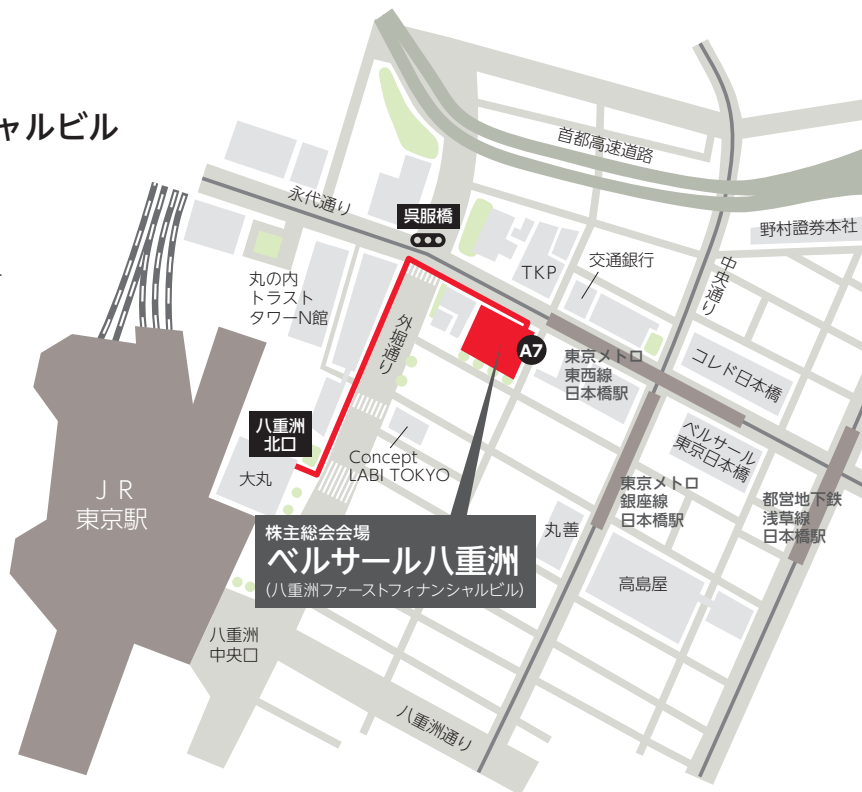 ャルビル
首都高速道路
永代通り
呉服橋
野村證券本社
交通銀行
TKP
中央通り
丸の内
トラスト
タワーN館
外堀通り
A7
東京メトロ
東西線
日本橋駅
コレド日本橋
八重洲
北口
ベルサール
東京日本橋
Concept
LABI TOKYO
大丸
JR
東京駅
東京メトロ
銀座線
日本橋駅
都営地下鉄
浅草線
日本橋駅
丸善
株主総会会場
ベルサール八重洲
(八重洲ファーストフィナンシャルビル)
高島屋
八重洲
中央口
八重洲通り